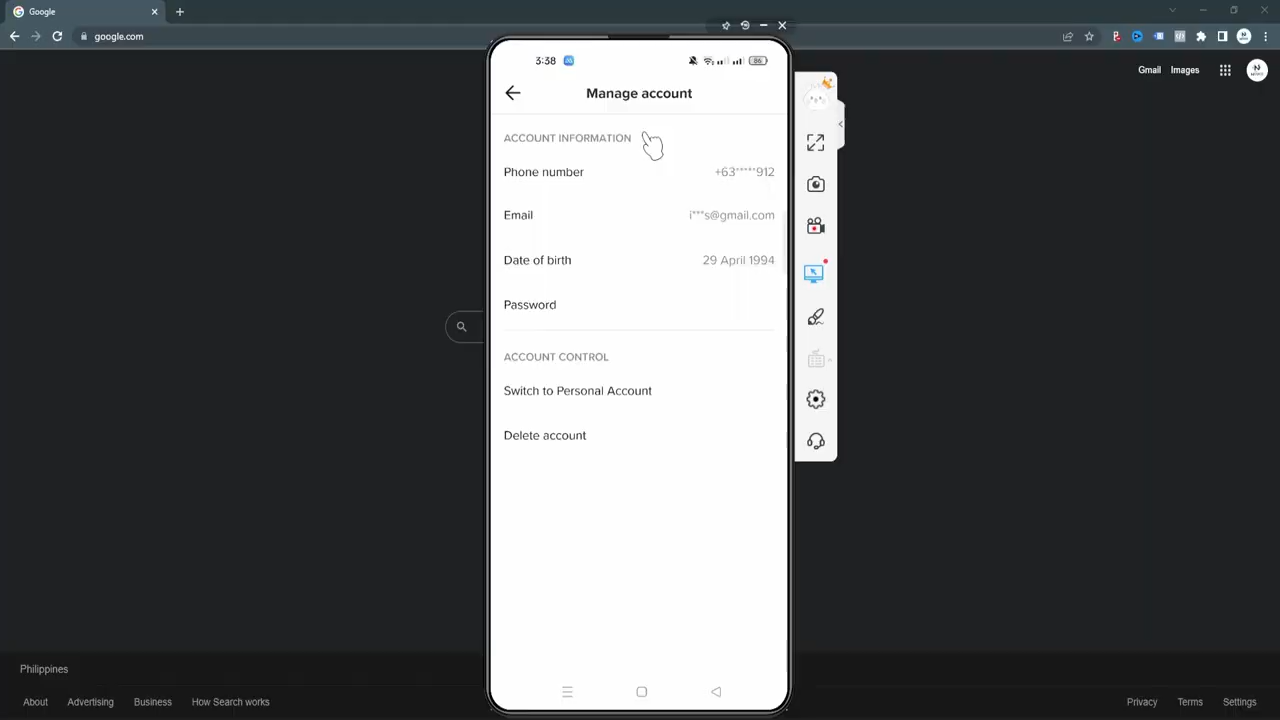 Google
google.com
Gmail
Images
3:38
86
Manage account
ACCOUNT INFORMATION
Phone number
+63*****912
Email
i***s@gmail.com
Date of birth
29 April 1994
Password
ACCOUNT CONTROL
Switch to Personal Account
Delete account
Philippines
About
Advertising
Business
How Search works
Privacy
Terms
Settings